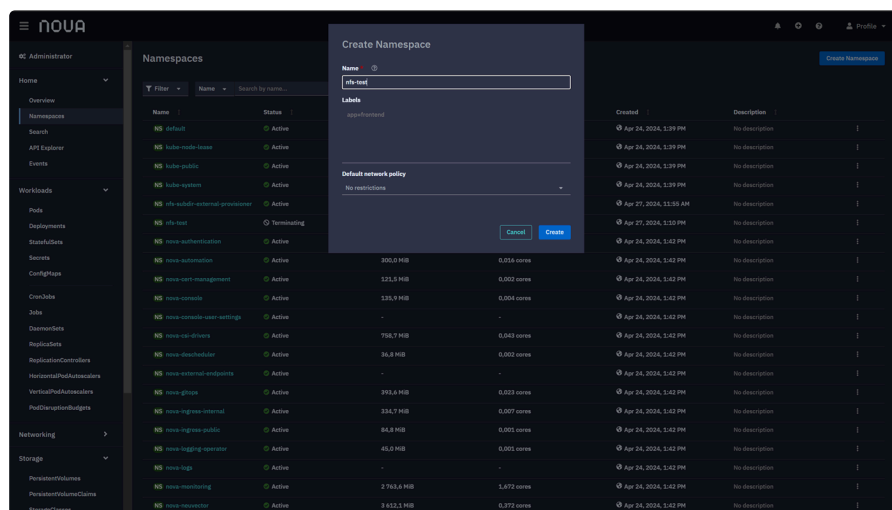 NOUA
Profile
Administrator
Home
Overview
Namespaces
Search
API Explorer
Events
Workloads
Pods
Deployments
StatefulSets
Secrets
ConfigMaps
CronJobs
Jobs
DaemonSets
ReplicaSets
ReplicationControllers
HorizontalPodAutoscalers
VerticalPodAutoscalers
PodDisruptionBudgets
Networking
Storage
PersistentVolumes
PersistentVolumeClaims
StorageClasses
Namespaces
Create Namespace
Filter Name Search by name...
Name Status Created Description
NS default Active Apr 24, 2024, 1:39 PM No description
NS kube-node-lease Active Apr 24, 2024, 1:39 PM No description
NS kube-public Active Apr 24, 2024, 1:39 PM No description
NS kube-system Active Apr 24, 2024, 1:39 PM No description
NS nfs-subdir-external-provisioner Active Apr 27, 2024, 11:55 AM No description
NS nfs-test Terminating Apr 27, 2024, 1:10 PM No description
NS nova-authentication Active Apr 24, 2024, 1:42 PM No description
NS nova-automation Active 300,0 MiB 0,016 cores Apr 24, 2024, 1:42 PM No description
NS nova-cert-management Active 121,5 MiB 0,002 cores Apr 24, 2024, 1:42 PM No description
NS nova-console Active 135,9 MiB 0,004 cores Apr 24, 2024, 1:42 PM No description
NS nova-console-user-settings Active - - Apr 24, 2024, 1:42 PM No description
NS nova-csi-drivers Active 758,7 MiB 0,043 cores Apr 24, 2024, 1:42 PM No description
NS nova-descheduler Active 36,8 MiB 0,002 cores Apr 24, 2024, 1:42 PM No description
NS nova-external-endpoints Active - - Apr 24, 2024, 1:42 PM No description
NS nova-gitops Active 393,6 MiB 0,023 cores Apr 24, 2024, 1:42 PM No description
NS nova-ingress-internal Active 334,7 MiB 0,007 cores Apr 24, 2024, 1:42 PM No description
NS nova-ingress-public Active 84,8 MiB 0,001 cores Apr 24, 2024, 1:42 PM No description
NS nova-logging-operator Active 45,0 MiB 0,001 cores Apr 24, 2024, 1:42 PM No description
NS nova-logs Active - - Apr 24, 2024, 1:42 PM No description
NS nova-monitoring Active 2 763,6 MiB 1,672 cores Apr 24, 2024, 1:42 PM No description
NS nova-neuvector Active 3 612,1 MiB 0,372 cores Apr 24, 2024, 1:42 PM No description
Create Namespace
Name
nfs-test
Labels
app=frontend
Default network policy
No restrictions
Cancel Create